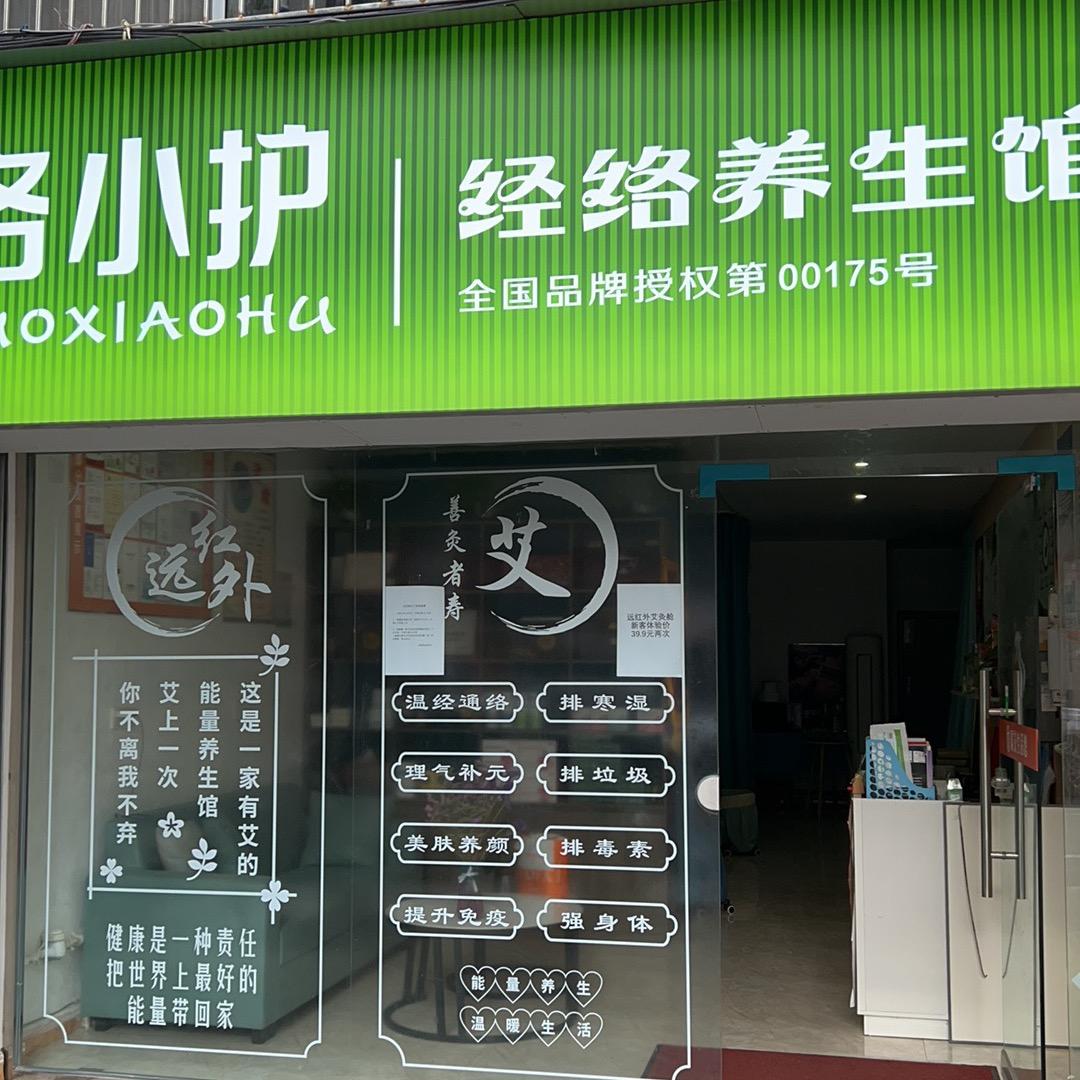 小护
经络养生馆
全国品牌授权第00175号
OXIAOHU
远红外
这是一家有艾的
能量养生馆
艾上一次
你不离我不弃
健康是一种责任
把世界上最好的
能量带回家
善灸者寿
艾
远红外艾灸舱
新客体验价
39.9元两次
温经通络
排寒湿
理气补元
排垃圾
美肤养颜
排毒素
提升免疫
强身体
能量养生
温暖生活